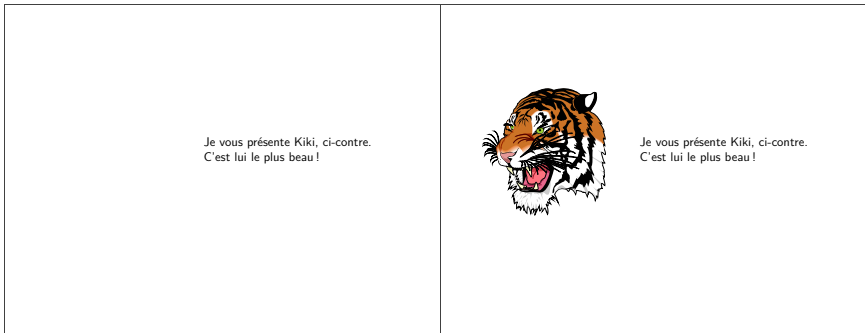 Je vous présente Kiki, ci-contre.
C'est lui le plus beau !
Je vous présente Kiki, ci-contre.
C'est lui le plus beau !